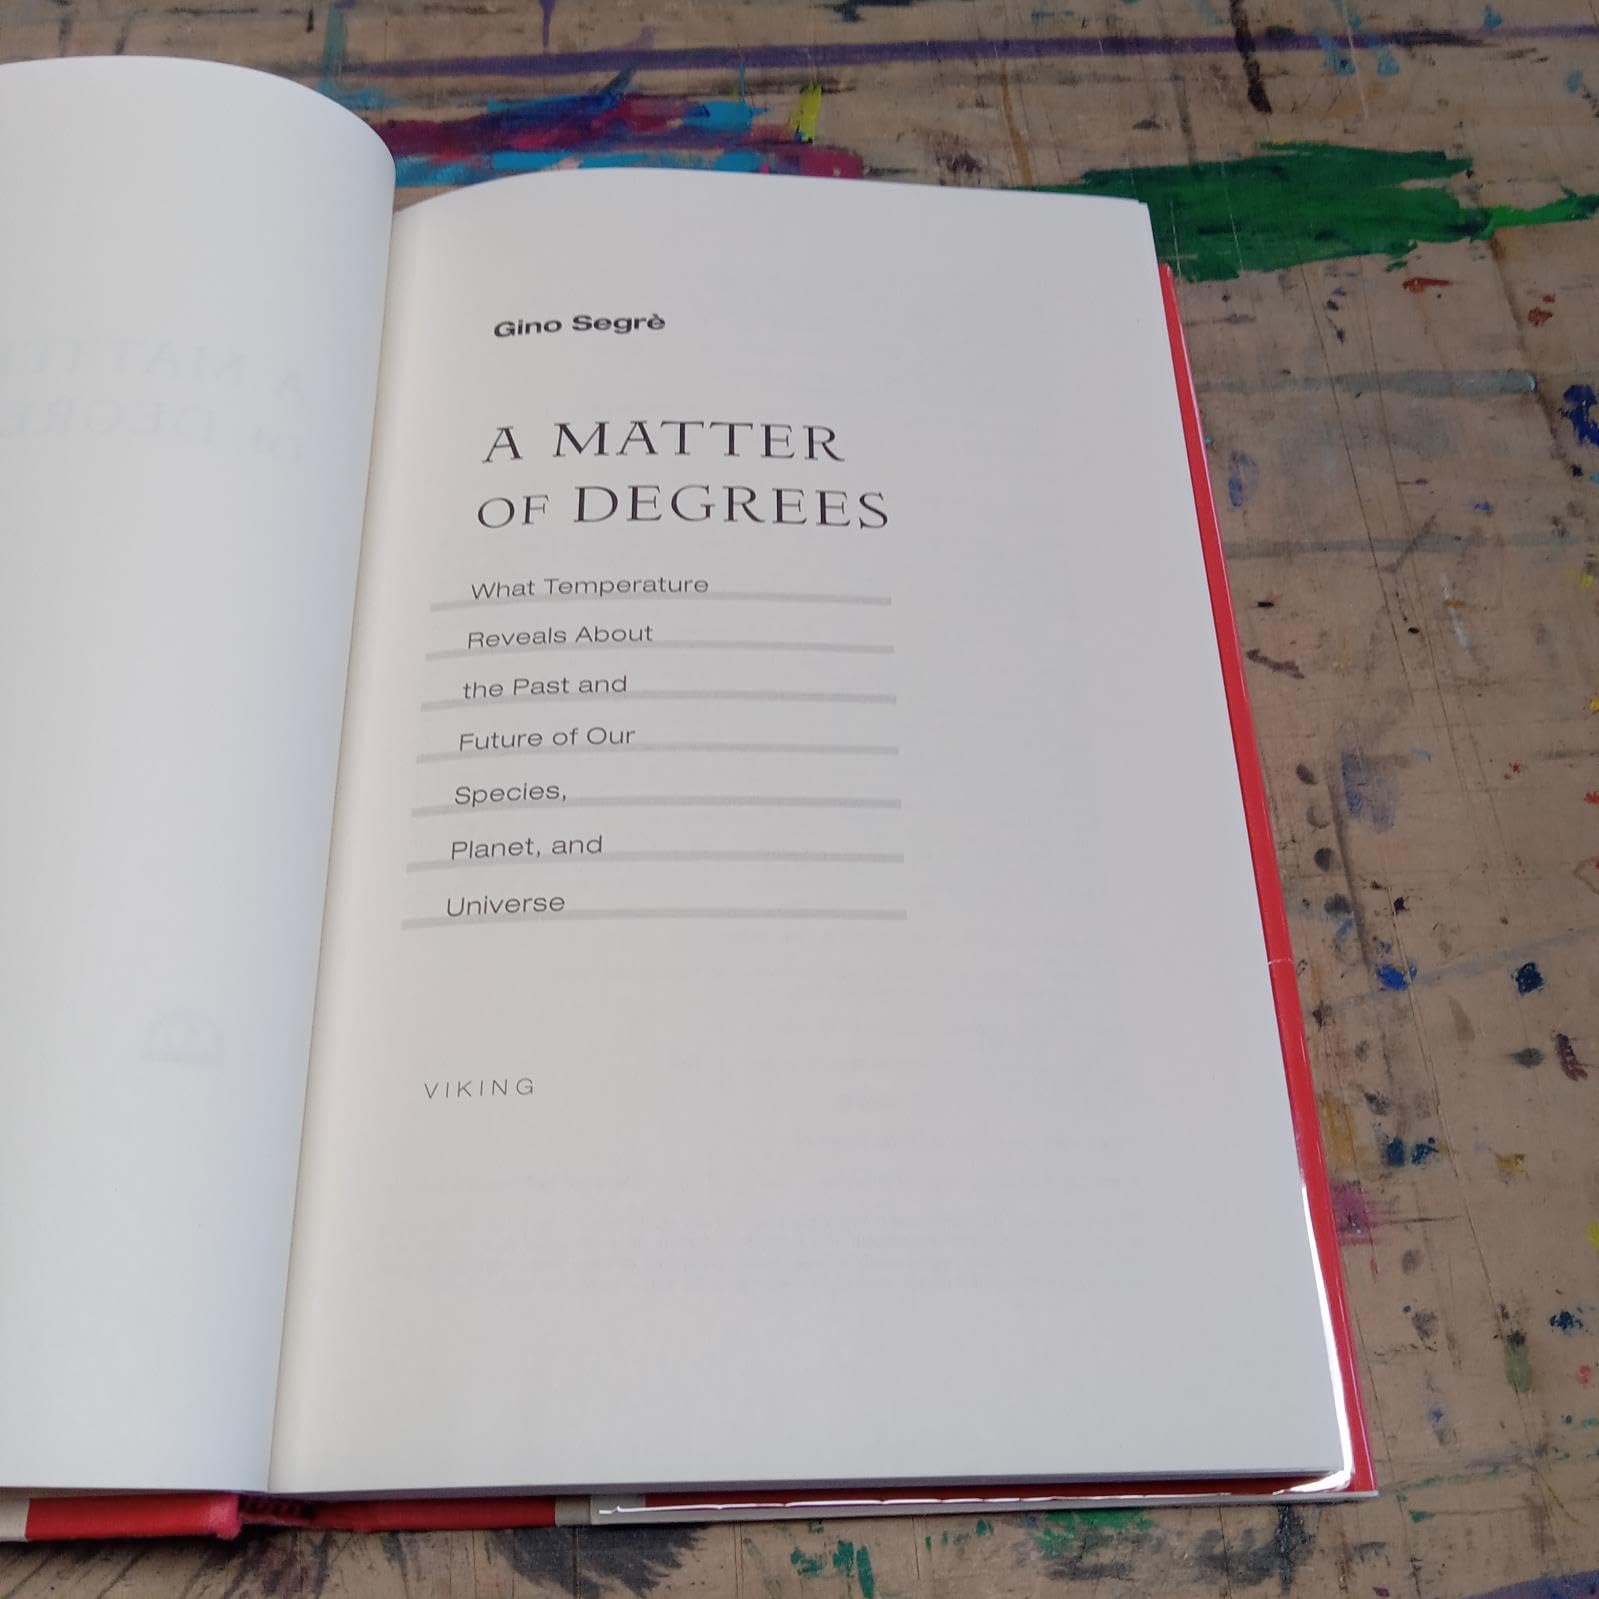 Gino Segrè
A MATTER
OF DEGREES
What Temperature
Reveals About
the Past and
Future of Our
Species,
Planet, and
Universe
VIKING